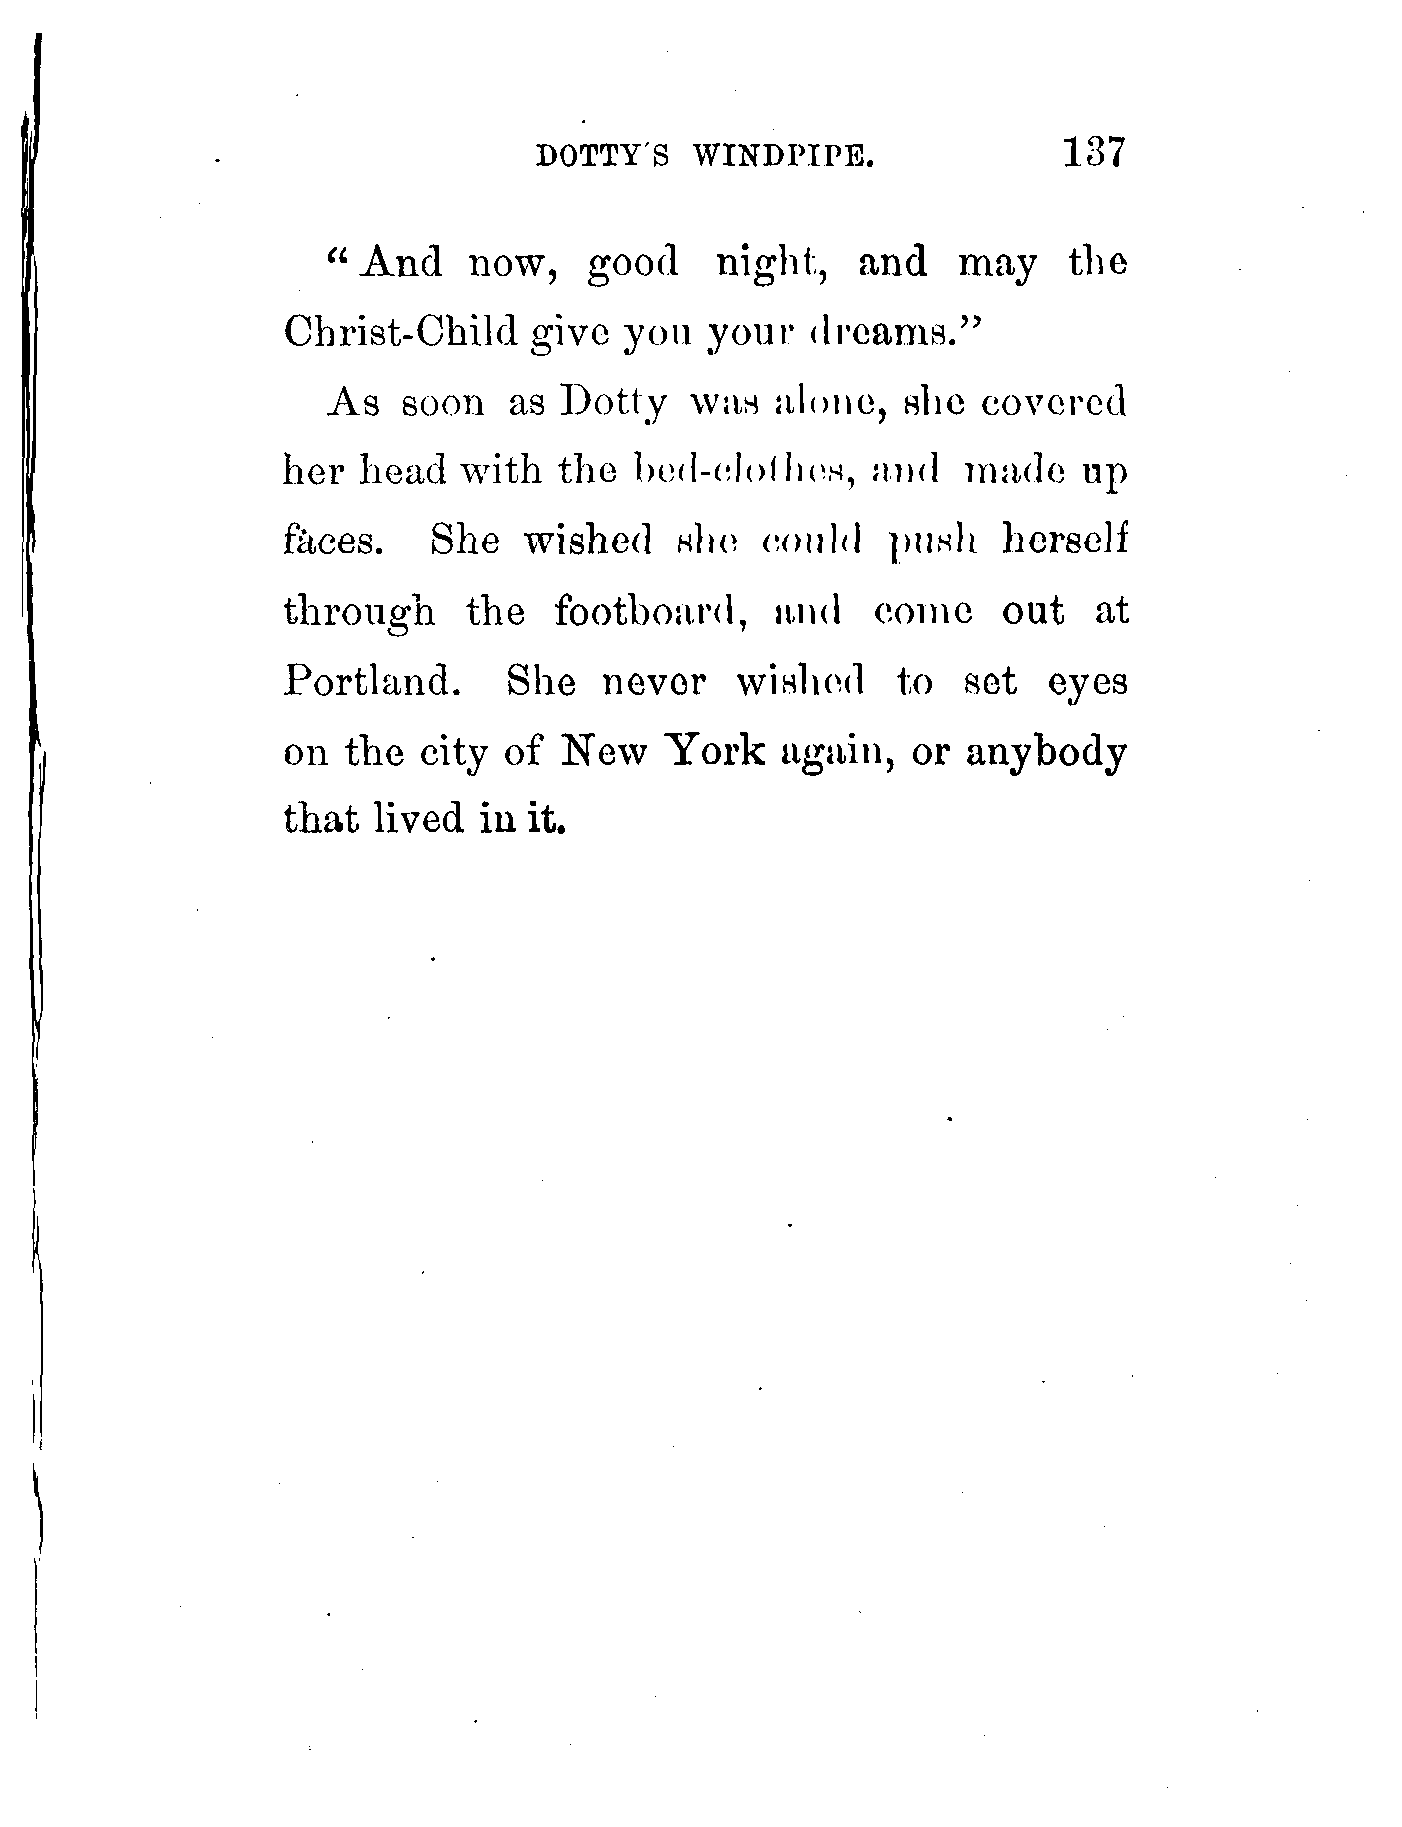 DOTTY'S WINDPIPE. 137
“And now, good night, and may the
Christ-Child give you your dreams.”
As soon as Dotty was alone, she covered
her head with the bed-clothes, and made up
faces. She wished she could push herself
through the footboard, and come out at
Portland. She never wished to set eyes
on the city of New York again, or anybody
that lived in it.